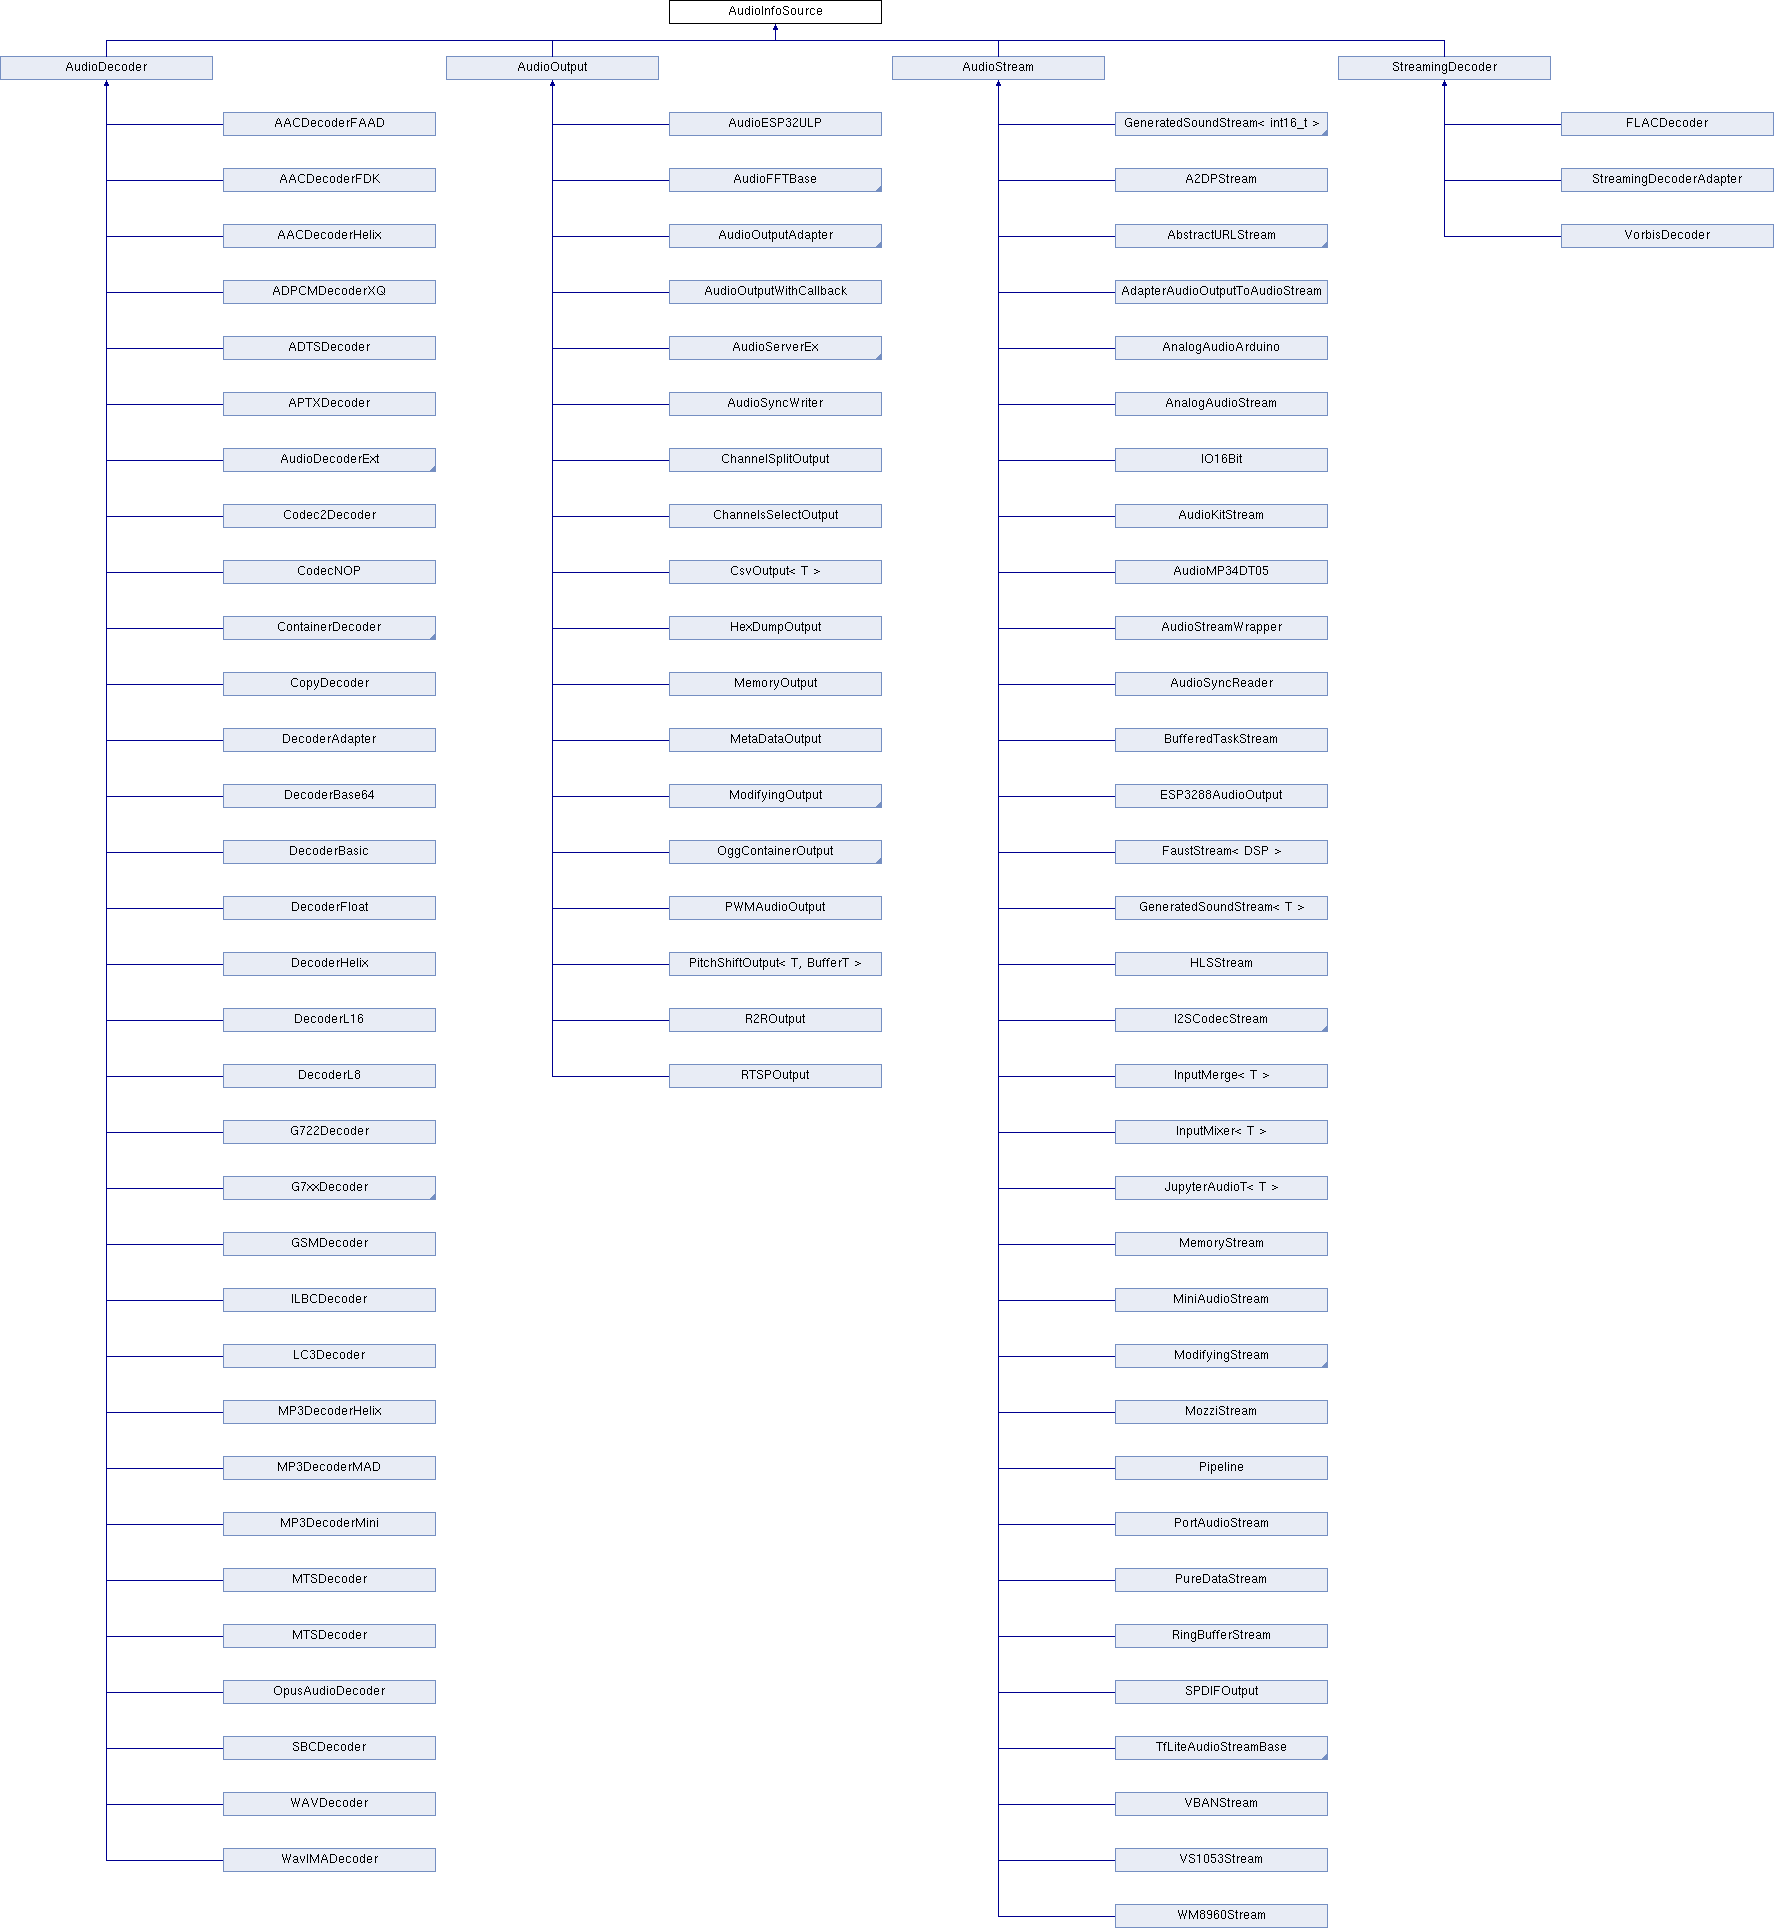 AudioInfoSource
AudioDecoder
AudioOutput
AudioStream
StreamingDecoder
AACDecoderFAAD
AACDecoderFDK
AACDecoderHelix
ADPCMDecoderXQ
ADTSDecoder
APTXDecoder
AudioDecoderExt
Codec2Decoder
CodecNOP
ContainerDecoder
CopyDecoder
DecoderAdapter
DecoderBase64
DecoderBasic
DecoderFloat
DecoderHelix
DecoderL16
DecoderL8
G722Decoder
G7xxDecoder
GSMDecoder
ILBCDecoder
LC3Decoder
MP3DecoderHelix
MP3DecoderMAD
MP3DecoderMini
MTSDecoder
MTSDecoder
OpusAudioDecoder
SBCDecoder
WAVDecoder
WavIMADecoder
AudioESP32ULP
AudioFFTBase
AudioOutputAdapter
AudioOutputWithCallback
AudioServerEx
AudioSyncWriter
ChannelSplitOutput
ChannelsSelectOutput
CsvOutput< T >
HexDumpOutput
MemoryOutput
MetaDataOutput
ModifyingOutput
OggContainerOutput
PWMAudioOutput
PitchShiftOutput< T, BufferT >
R2ROutput
RTSPOutput
GeneratedSoundStream< int16_t >
A2DPStream
AbstractURLStream
AdapterAudioOutputToAudioStream
AnalogAudioArduino
AnalogAudioStream
IO16Bit
AudioKitStream
AudioMP34DT05
AudioStreamWrapper
AudioSyncReader
BufferedTaskStream
ESP3288AudioOutput
FaustStream< DSP >
GeneratedSoundStream< T >
HLSStream
I2SCodecStream
InputMerge< T >
InputMixer< T >
JupyterAudioT< T >
MemoryStream
MiniAudioStream
ModifyingStream
MozziStream
Pipeline
PortAudioStream
PureDataStream
RingBufferStream
SPDIFOutput
TfLiteAudioStreamBase
VBANStream
VS1053Stream
WM8960Stream
FLACDecoder
StreamingDecoderAdapter
VorbisDecoder